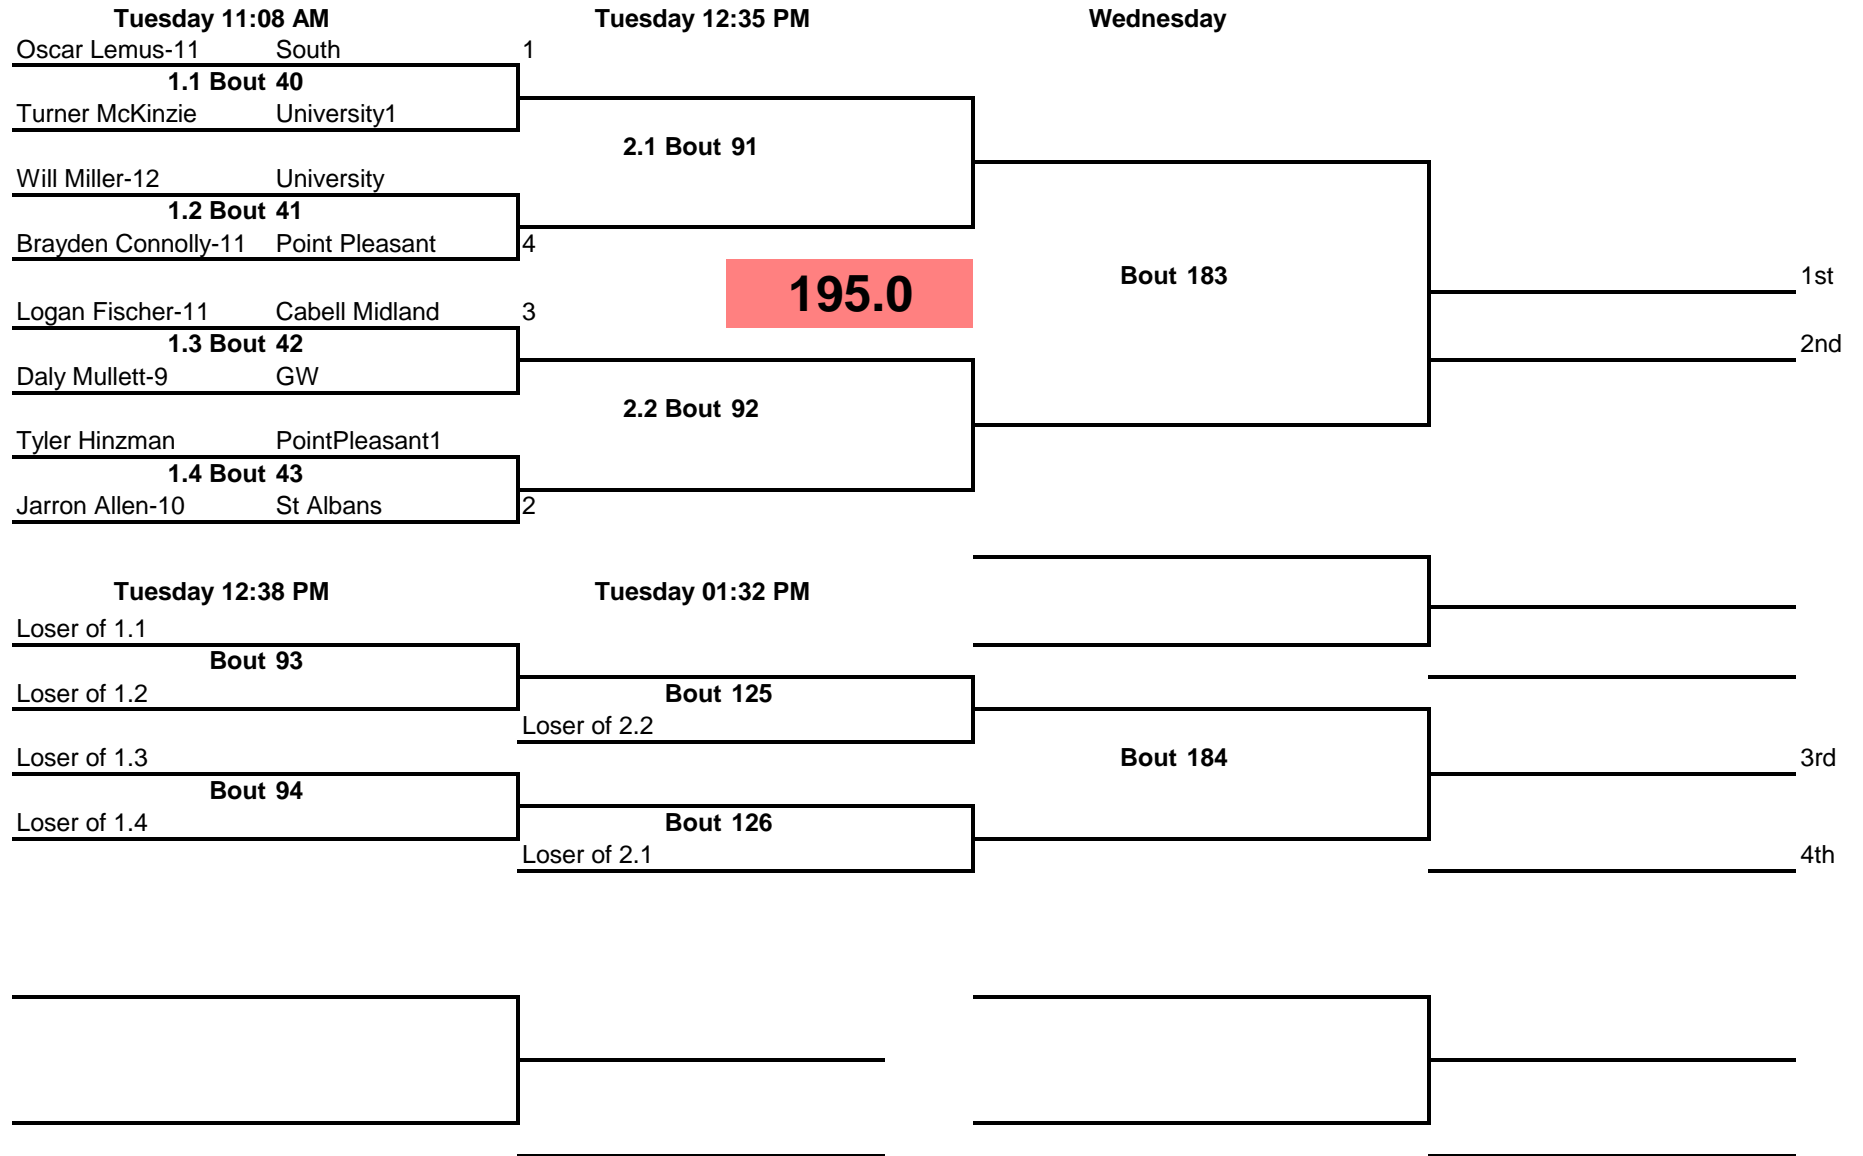 Tuesday 11:08 AM Tuesday 12:35 PM Wednesday
Oscar Lemus-11 South 1
1.1 Bout 40
Turner McKinzie University1
2.1 Bout 91
Will Miller-12 University
1.2 Bout 41
Brayden Connolly-11 Point Pleasant 4
195.0 Bout 183 1st
Logan Fischer-11 Cabell Midland 3
1.3 Bout 42 2nd
Daly Mullett-9 GW
2.2 Bout 92
Tyler Hinzman PointPleasant1
1.4 Bout 43
Jarron Allen-10 St Albans 2
Tuesday 12:38 PM Tuesday 01:32 PM
Loser of 1.1
Bout 93
Loser of 1.2 Bout 125
Loser of 2.2
Loser of 1.3 Bout 184 3rd
Bout 94
Loser of 1.4 Bout 126
Loser of 2.1 4th